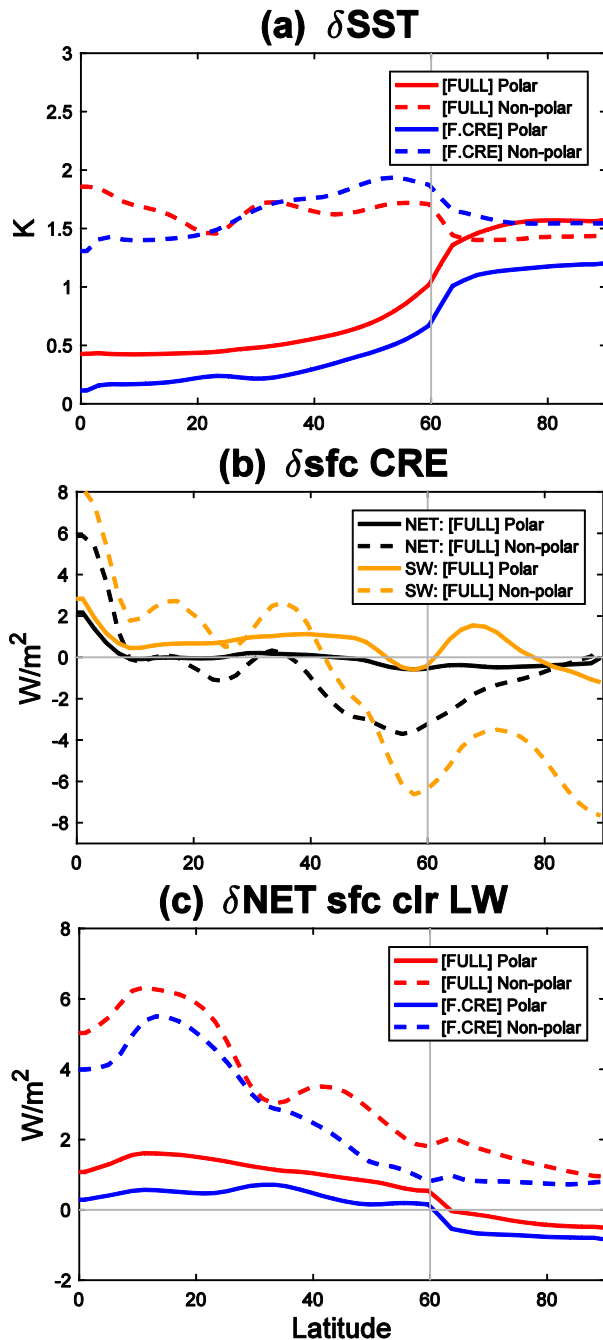 (a) δSST
3
2.5
2
1.5
1
0.5
0
K
[FULL] Polar
[FULL] Non-polar
[F.CRE] Polar
[F.CRE] Non-polar
0 20 40 60 80
(b) δsfc CRE
8
6
4
2
0
-2
-4
-6
-8
W/m²
NET: [FULL] Polar
NET: [FULL] Non-polar
SW: [FULL] Polar
SW: [FULL] Non-polar
0 20 40 60 80
(c) δNET sfc clr LW
8
6
4
2
0
-2
W/m²
[FULL] Polar
[FULL] Non-polar
[F.CRE] Polar
[F.CRE] Non-polar
0 20 40 60 80
Latitude